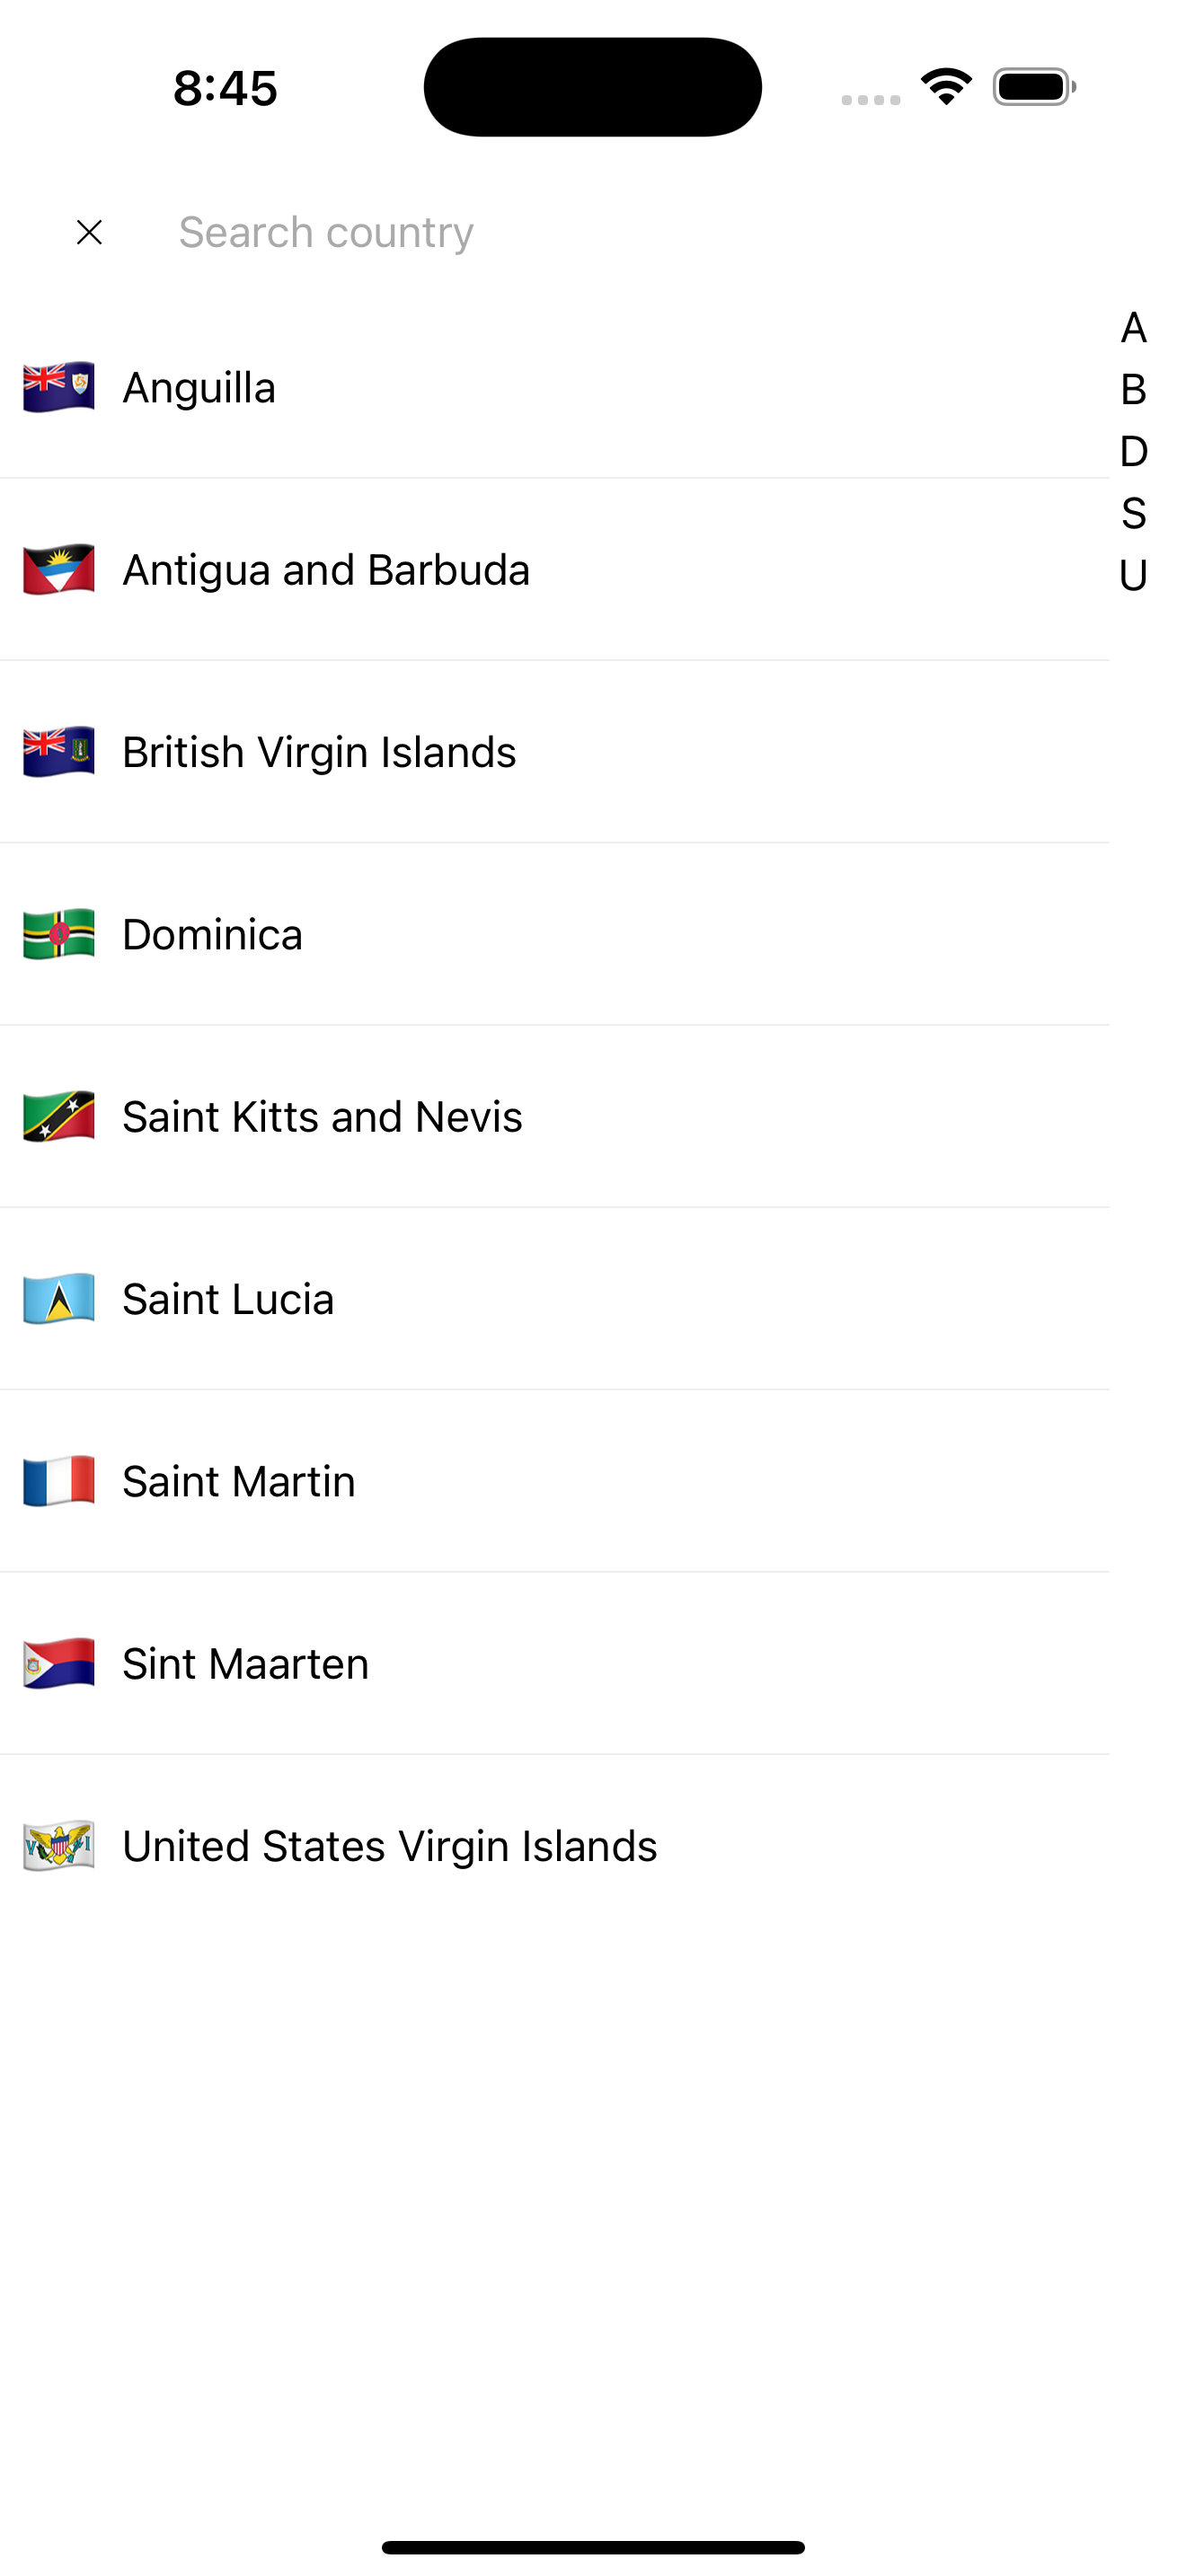 8:45
Search country
A
Anguilla
B
D
S
Antigua and Barbuda
U
British Virgin Islands
Dominica
Saint Kitts and Nevis
Saint Lucia
Saint Martin
Sint Maarten
United States Virgin Islands